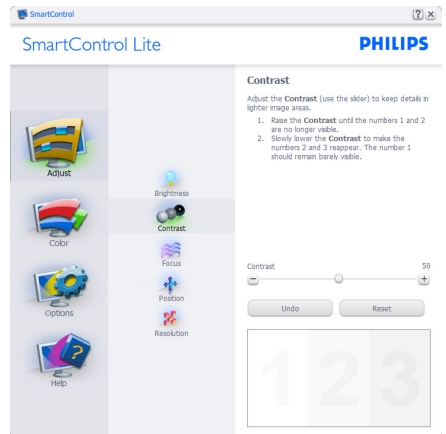 SmartControl
SmartControl Lite
PHILIPS
Adjust
Color
Options
Help
Brightness
Contrast
Focus
Position
Resolution
Contrast
Adjust the Contrast (use the slider) to keep details in
lighter image areas.
1. Raise the Contrast until the numbers 1 and 2
are no longer visible.
2. Slowly lower the Contrast to make the
numbers 2 and 3 reappear. The number 1
should remain barely visible.
Contrast 50
Undo Reset
1 2 3